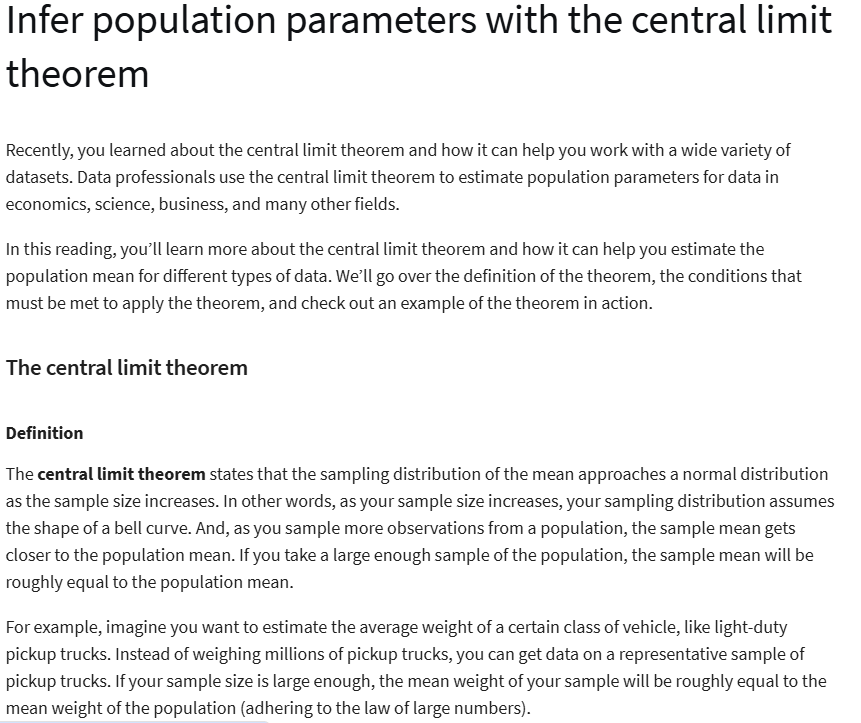 Infer population parameters with the central limit
theorem
Recently, you learned about the central limit theorem and how it can help you work with a wide variety of
datasets. Data professionals use the central limit theorem to estimate population parameters for data in
economics, science, business, and many other fields.
In this reading, you’ll learn more about the central limit theorem and how it can help you estimate the
population mean for different types of data. We’ll go over the definition of the theorem, the conditions that
must be met to apply the theorem, and check out an example of the theorem in action.
The central limit theorem
Definition
The central limit theorem states that the sampling distribution of the mean approaches a normal distribution
as the sample size increases. In other words, as your sample size increases, your sampling distribution assumes
the shape of a bell curve. And, as you sample more observations from a population, the sample mean gets
closer to the population mean. If you take a large enough sample of the population, the sample mean will be
roughly equal to the population mean.
For example, imagine you want to estimate the average weight of a certain class of vehicle, like light-duty
pickup trucks. Instead of weighing millions of pickup trucks, you can get data on a representative sample of
pickup trucks. If your sample size is large enough, the mean weight of your sample will be roughly equal to the
mean weight of the population (adhering to the law of large numbers).